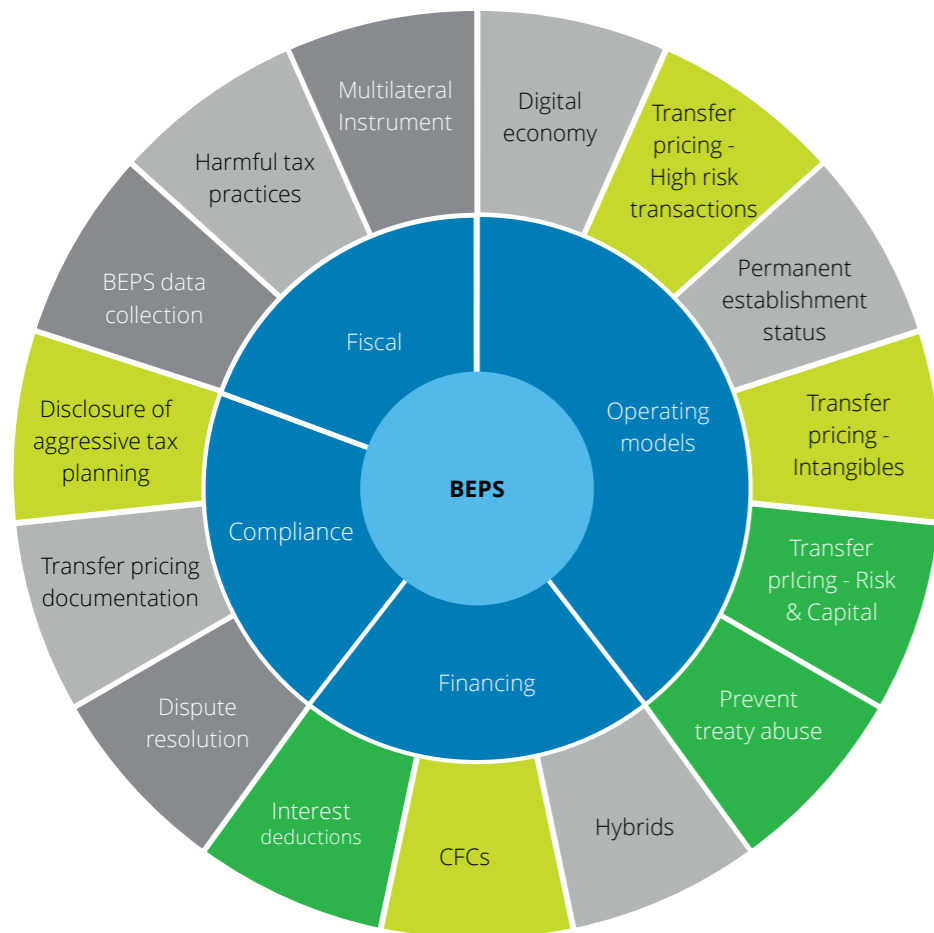 Multilateral
Instrument
Digital
economy
Transfer
pricing -
High risk
transactions
Permanent
establishment
status
Transfer
pricing -
Intangibles
Transfer
prIcing - Risk
& Capital
Prevent
treaty abuse
Hybrids
CFCs
Interest
deductions
Dispute
resolution
Transfer pricing
documentation
Disclosure of
aggressive tax
planning
BEPS data
collection
Harmful tax
practices
Fiscal
Operating
models
Financing
Compliance
BEPS